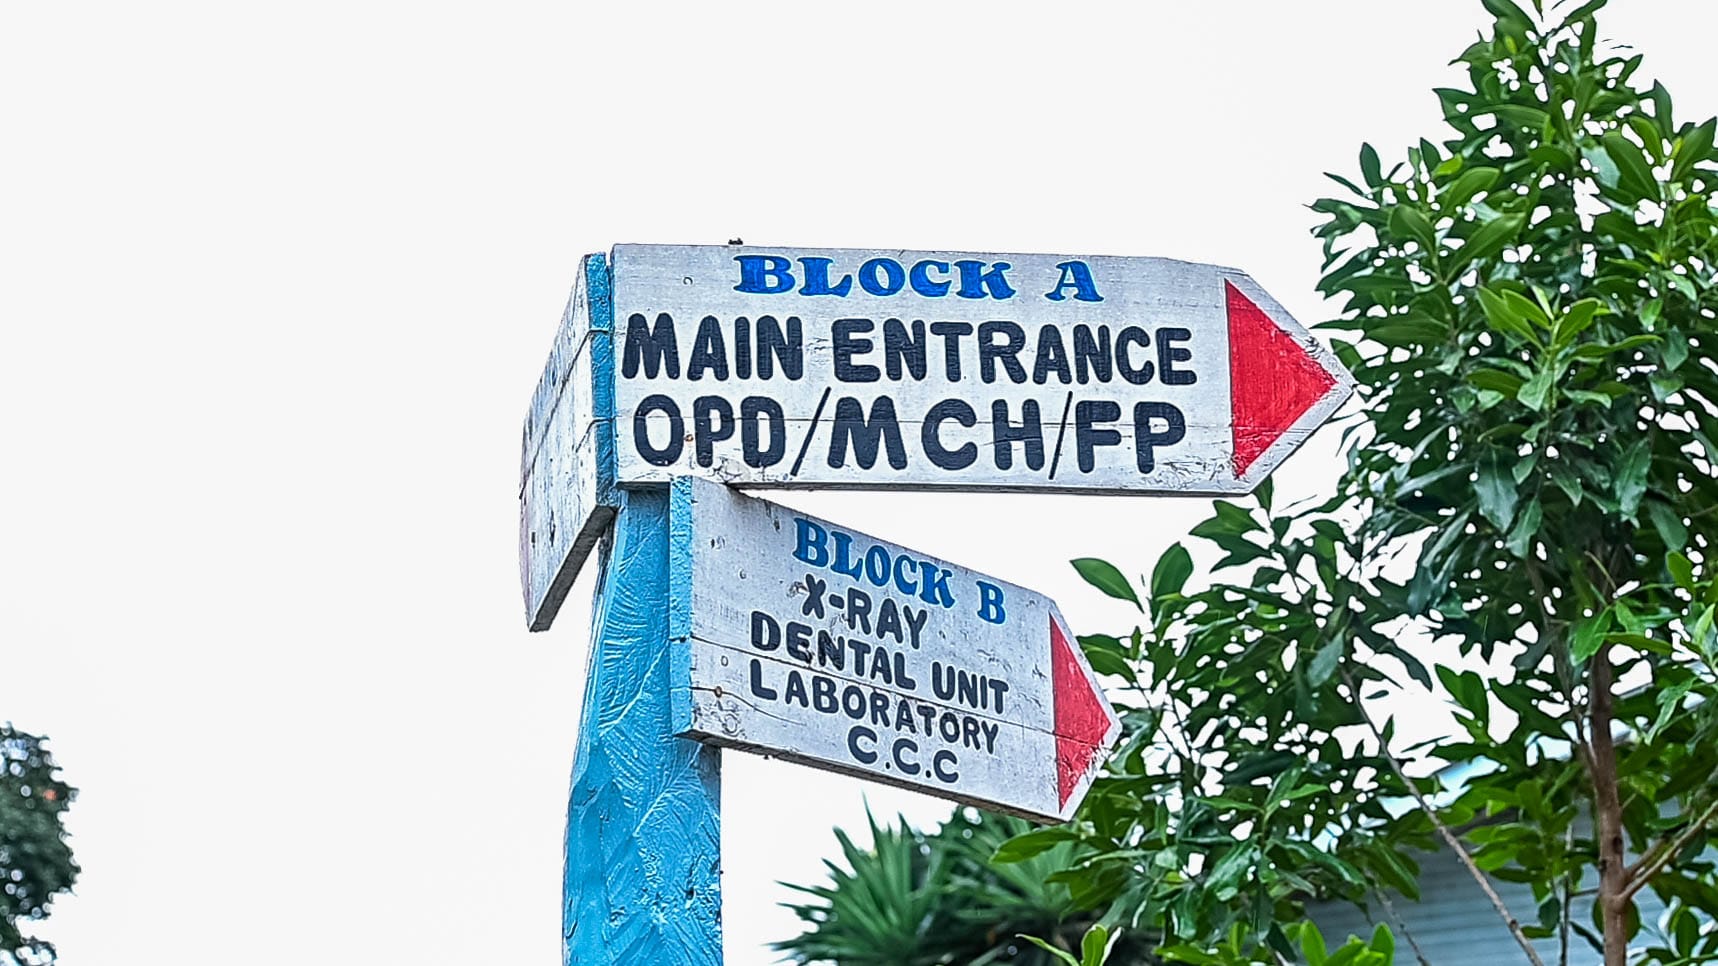 BLOCK A
MAIN ENTRANCE
OPD/MCH/FP
BLOCK B
X-RAY
DENTAL UNIT
LABORATORY
C.C.C